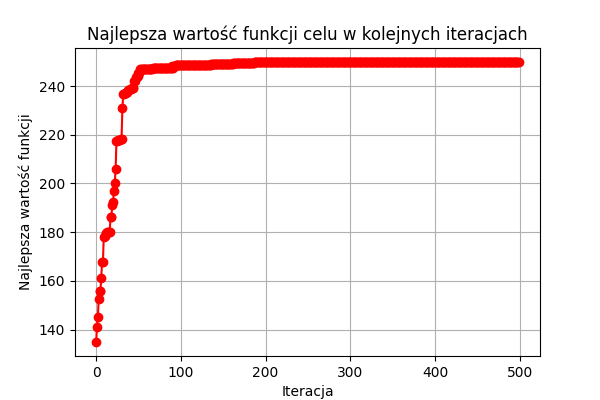 Najlepsza wartość funkcji celu w kolejnych iteracjach
Najlepsza wartość funkcji
240
220
200
180
160
140
0 100 200 300 400 500
Iteracja